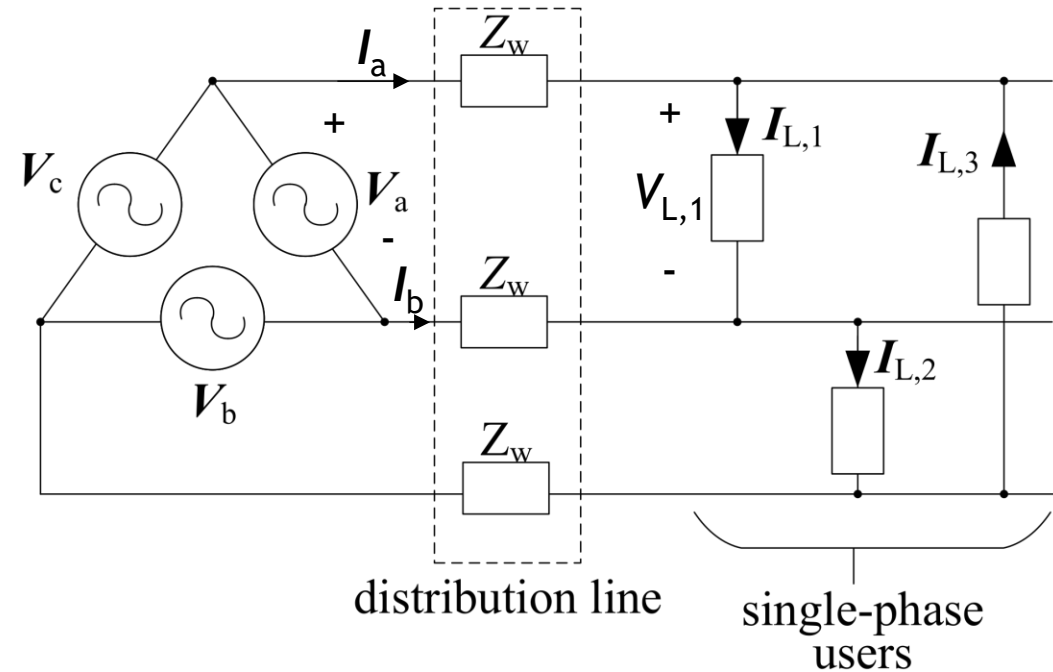 Z_w
I_a
+
+
I_L,1
I_L,3
V_c
V_a
V_L,1
-
-
Z_w
I_b
I_L,2
V_b
Z_w
distribution line
single-phase
users